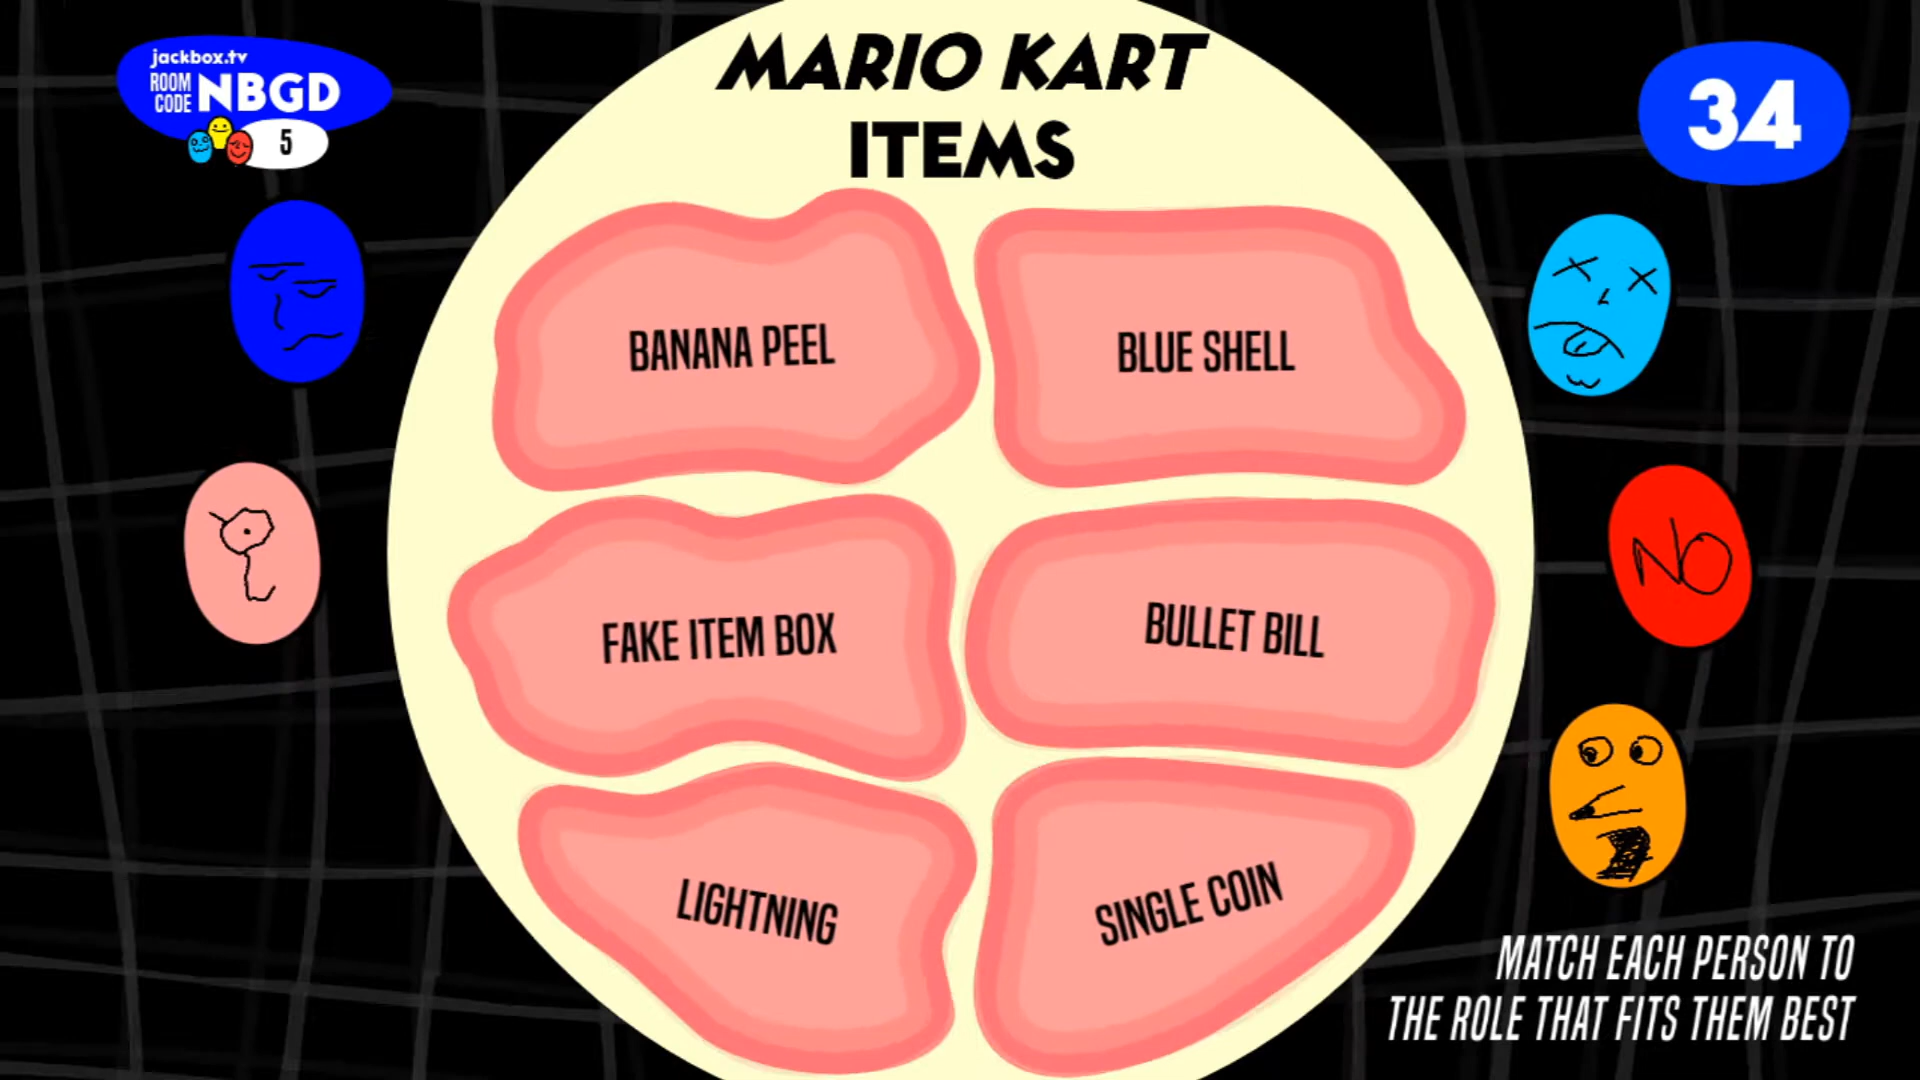 jackbox.tv
ROOM CODE NBGD
5
MARIO KART
ITEMS
34
BANANA PEEL
BLUE SHELL
FAKE ITEM BOX
BULLET BILL
NO
LIGHTNING
SINGLE COIN
MATCH EACH PERSON TO
THE ROLE THAT FITS THEM BEST